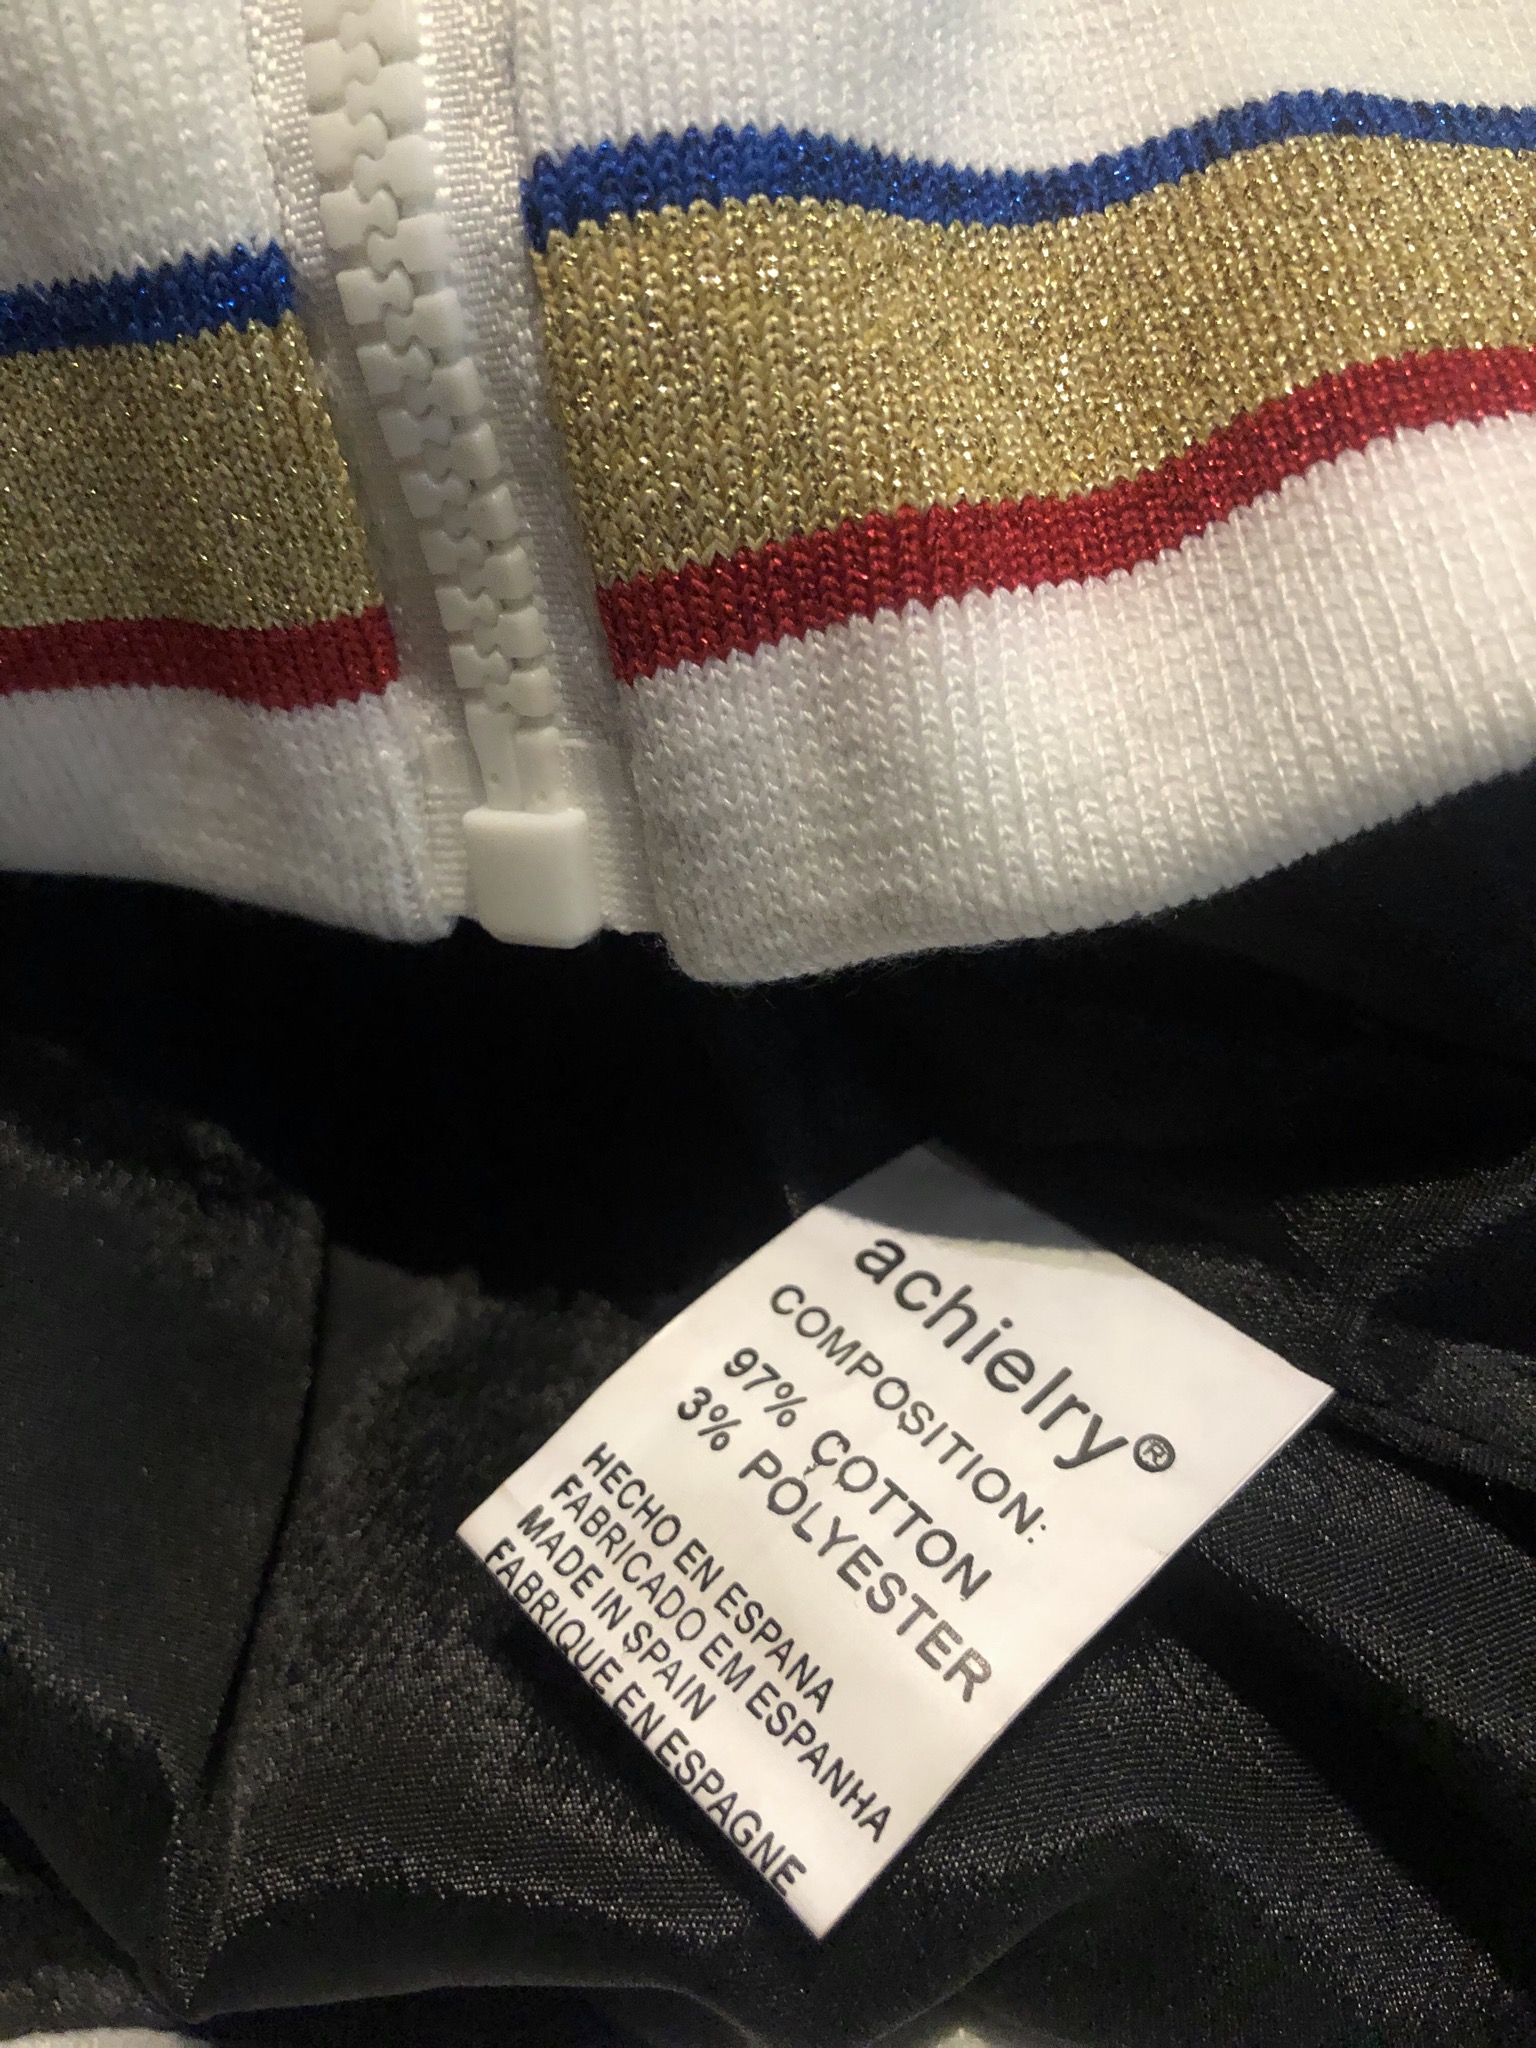 achielry®
COMPOSITION:
97% COTTON
3% POLYESTER
HECHO EN ESPANA
FABRICADO EM ESPANHA
MADE IN SPAIN
FABRIQUE EN ESPAGNE